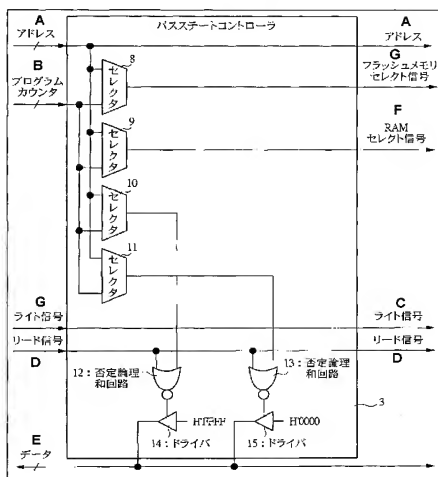 A
アドレス
B
プログラム
カウンタ
バスステートコントローラ
A
アドレス
G
フラッシュメモリ
セレクト信号
F
RAM
セレクト信号
8
セレクタ
9
セレクタ
10
セレクタ
11
セレクタ
G
ライト信号
リード信号
D
C
ライト信号
リード信号
D
12：否定論理
和回路
13：否定論理
和回路
3
H'FFFF
H'0000
14：ドライバ
15：ドライバ
E
データ